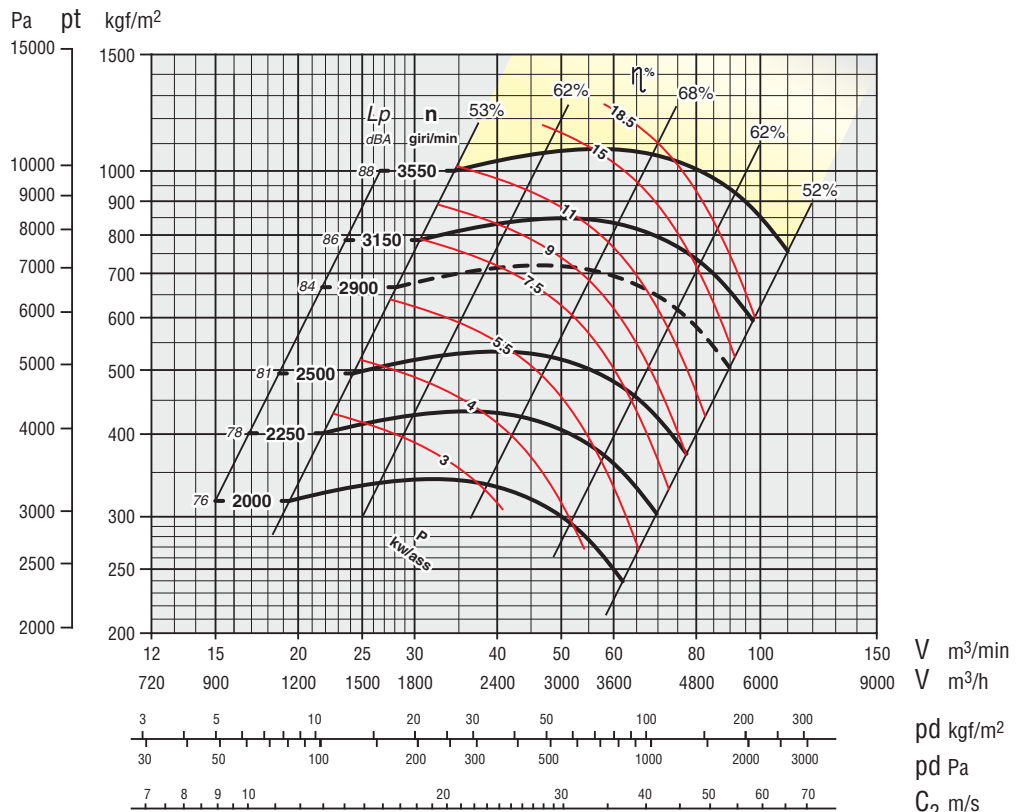 Pa pt kgf/m²
15000 1500
η%
53% 62% 68% 62% 52%
Lp n
dBA giri/min
18.5
15
11
9
7.5
5.5
4
3
88 3550
86 3150
84 2900
81 2500
78 2250
76 2000
P
kw/ass
10000 1000
9000 900
8000 800
7000 700
6000 600
5000 500
4000 400
3000 300
2500 250
2000 200
12 15 20 30 40 50 60 80 100 150 V m³/min
720 900 1200 1500 1800 2400 3000 3600 4800 6000 9000 V m³/h
3 5 10 20 30 50 100 200 300 pd kgf/m²
30 50 100 200 300 500 1000 2000 3000 pd Pa
7 8 9 10 20 30 40 50 60 70 C₂ m/s